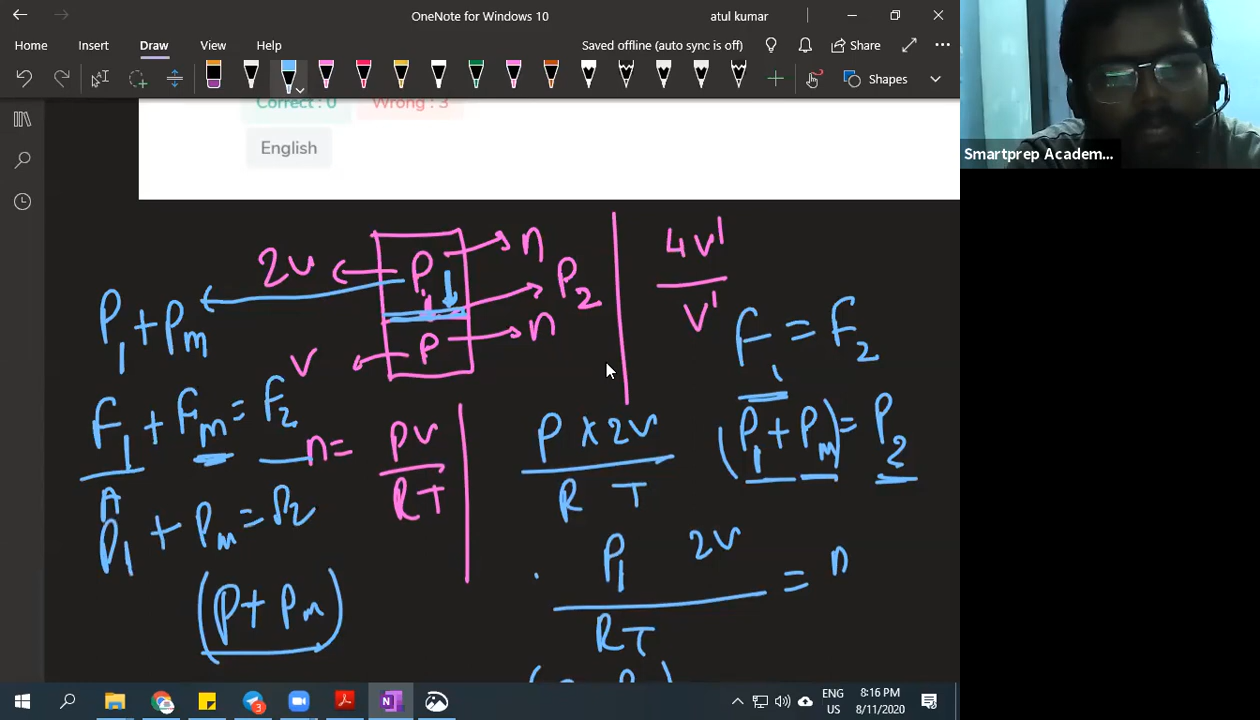 OneNote for Windows 10
atul kumar
Home Insert Draw View Help
Saved offline (auto sync is off)
Share
Shapes
Correct : 0 Wrong : 3
English
Smartprep Academ...
2v
P1
n
P2
P
n
v
P1 + Pm
F1 + Fm = F2
A
P1 + Pm = P2
(P + Pm)
n = PV
RT
4v'
v'
F1 = F2
(P1 + Pm) = P2
P x 2v
R T
P1 2v = n
RT
3
ENG
US
8:16 PM
8/11/2020